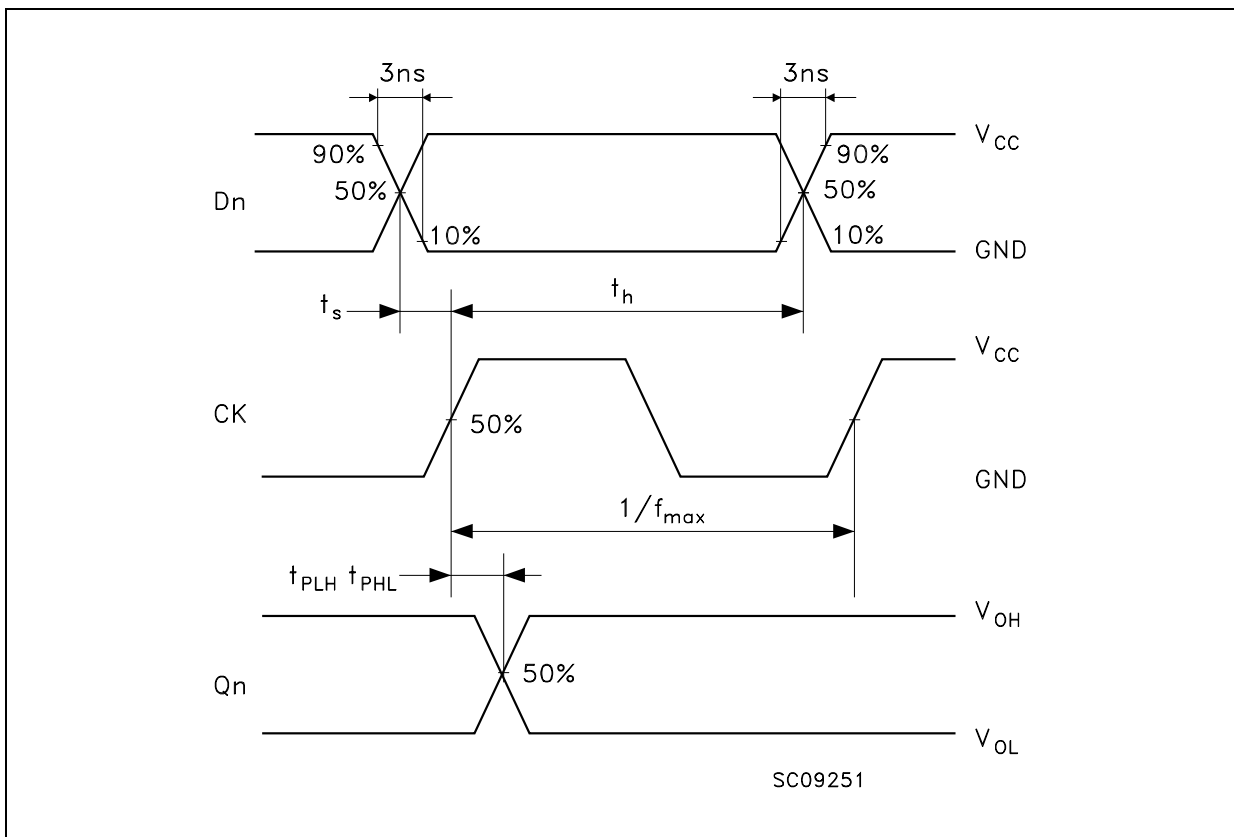 3ns 3ns
V_CC
90% 90%
50% 50%
Dn
10% 10%
GND
t_s t_h
V_CC
CK
50%
GND
1/f_max
t_PLH t_PHL
V_OH
50%
Qn
V_OL
SC09251